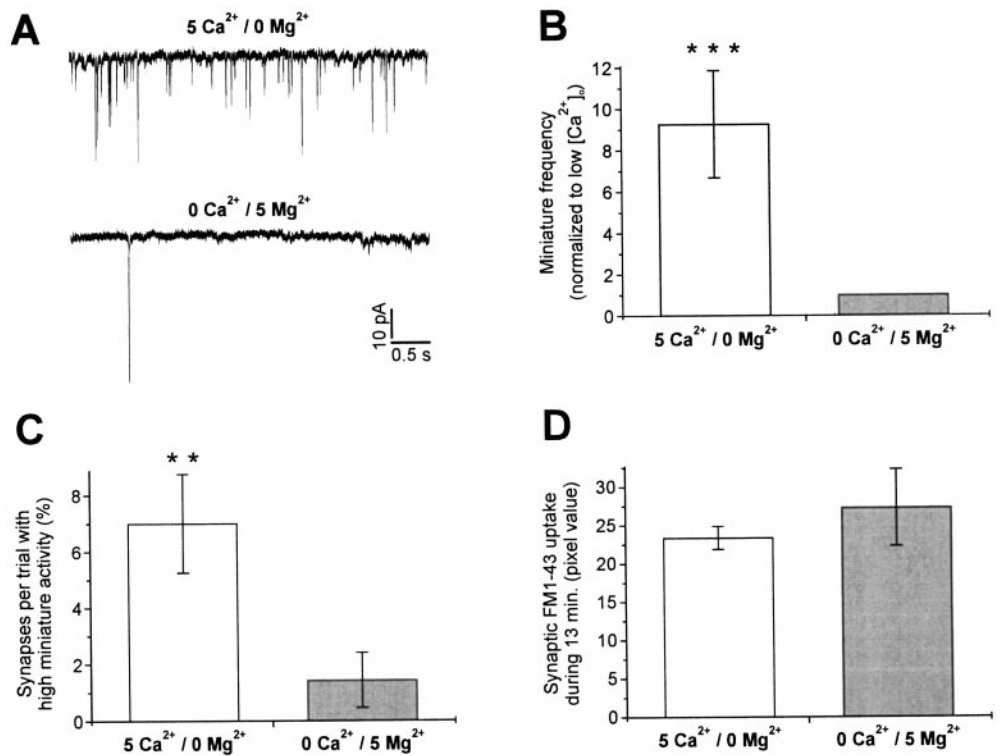 A
5 Ca²⁺ / 0 Mg²⁺
0 Ca²⁺ / 5 Mg²⁺
10 pA
0.5 s
B
* * *
Miniature frequency
(normalized to low [Ca²⁺]ₒ)
12
10
8
6
4
2
0
5 Ca²⁺ / 0 Mg²⁺
0 Ca²⁺ / 5 Mg²⁺
C
* *
Synapses per trial with
high miniature activity (%)
8
6
4
2
0
5 Ca²⁺ / 0 Mg²⁺
0 Ca²⁺ / 5 Mg²⁺
D
Synaptic FM1-43 uptake
during 13 min. (pixel value)
30
25
20
15
10
5
0
5 Ca²⁺ / 0 Mg²⁺
0 Ca²⁺ / 5 Mg²⁺